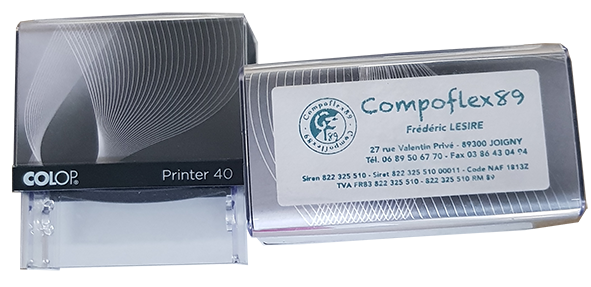 COLOP
Printer 40
Compoflex89
89
Compoflex89
Compoflex89
Frédéric LESIRE
27 rue Valentin Privé - 89300 JOIGNY
Tél. 06 89 50 67 70 - Fax 03 86 43 04 94
Siren 822 325 510 - Siret 822 325 510 00011 - Code NAF 1813Z
TVA FR83 822 325 510 - 822 325 510 RM 89